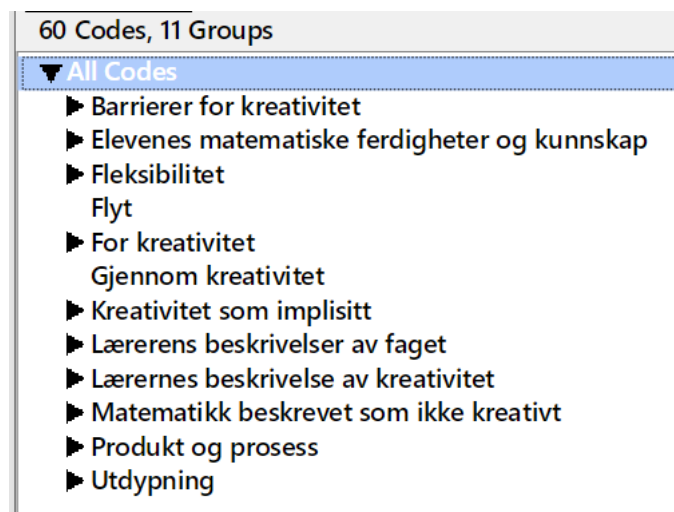 60 Codes, 11 Groups
All Codes
Barrierer for kreativitet
Elevenes matematiske ferdigheter og kunnskap
Fleksibilitet
Flyt
For kreativitet
Gjennom kreativitet
Kreativitet som implisitt
Lærerens beskrivelser av faget
Lærernes beskrivelse av kreativitet
Matematikk beskrevet som ikke kreativt
Produkt og prosess
Utdypning